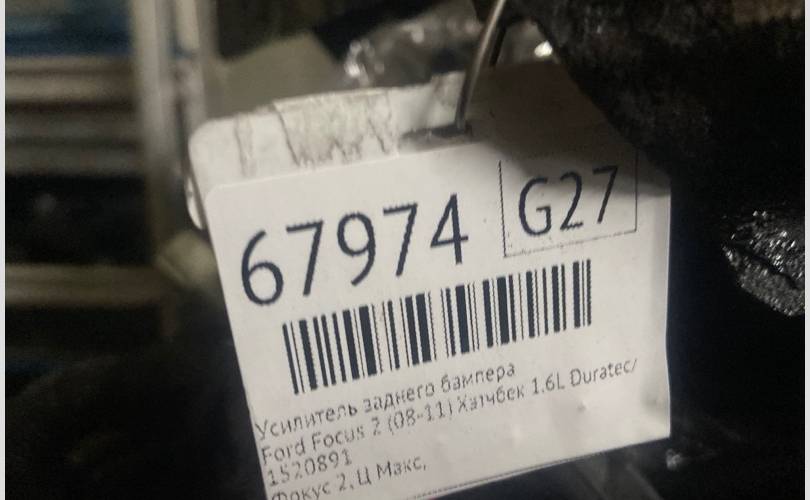 67974
G27
Усилитель заднего бампера
Ford Focus 2 (08-11) Хэтчбек 1.6L Duratec/
1520891
Фокус 2, Ц Макс,